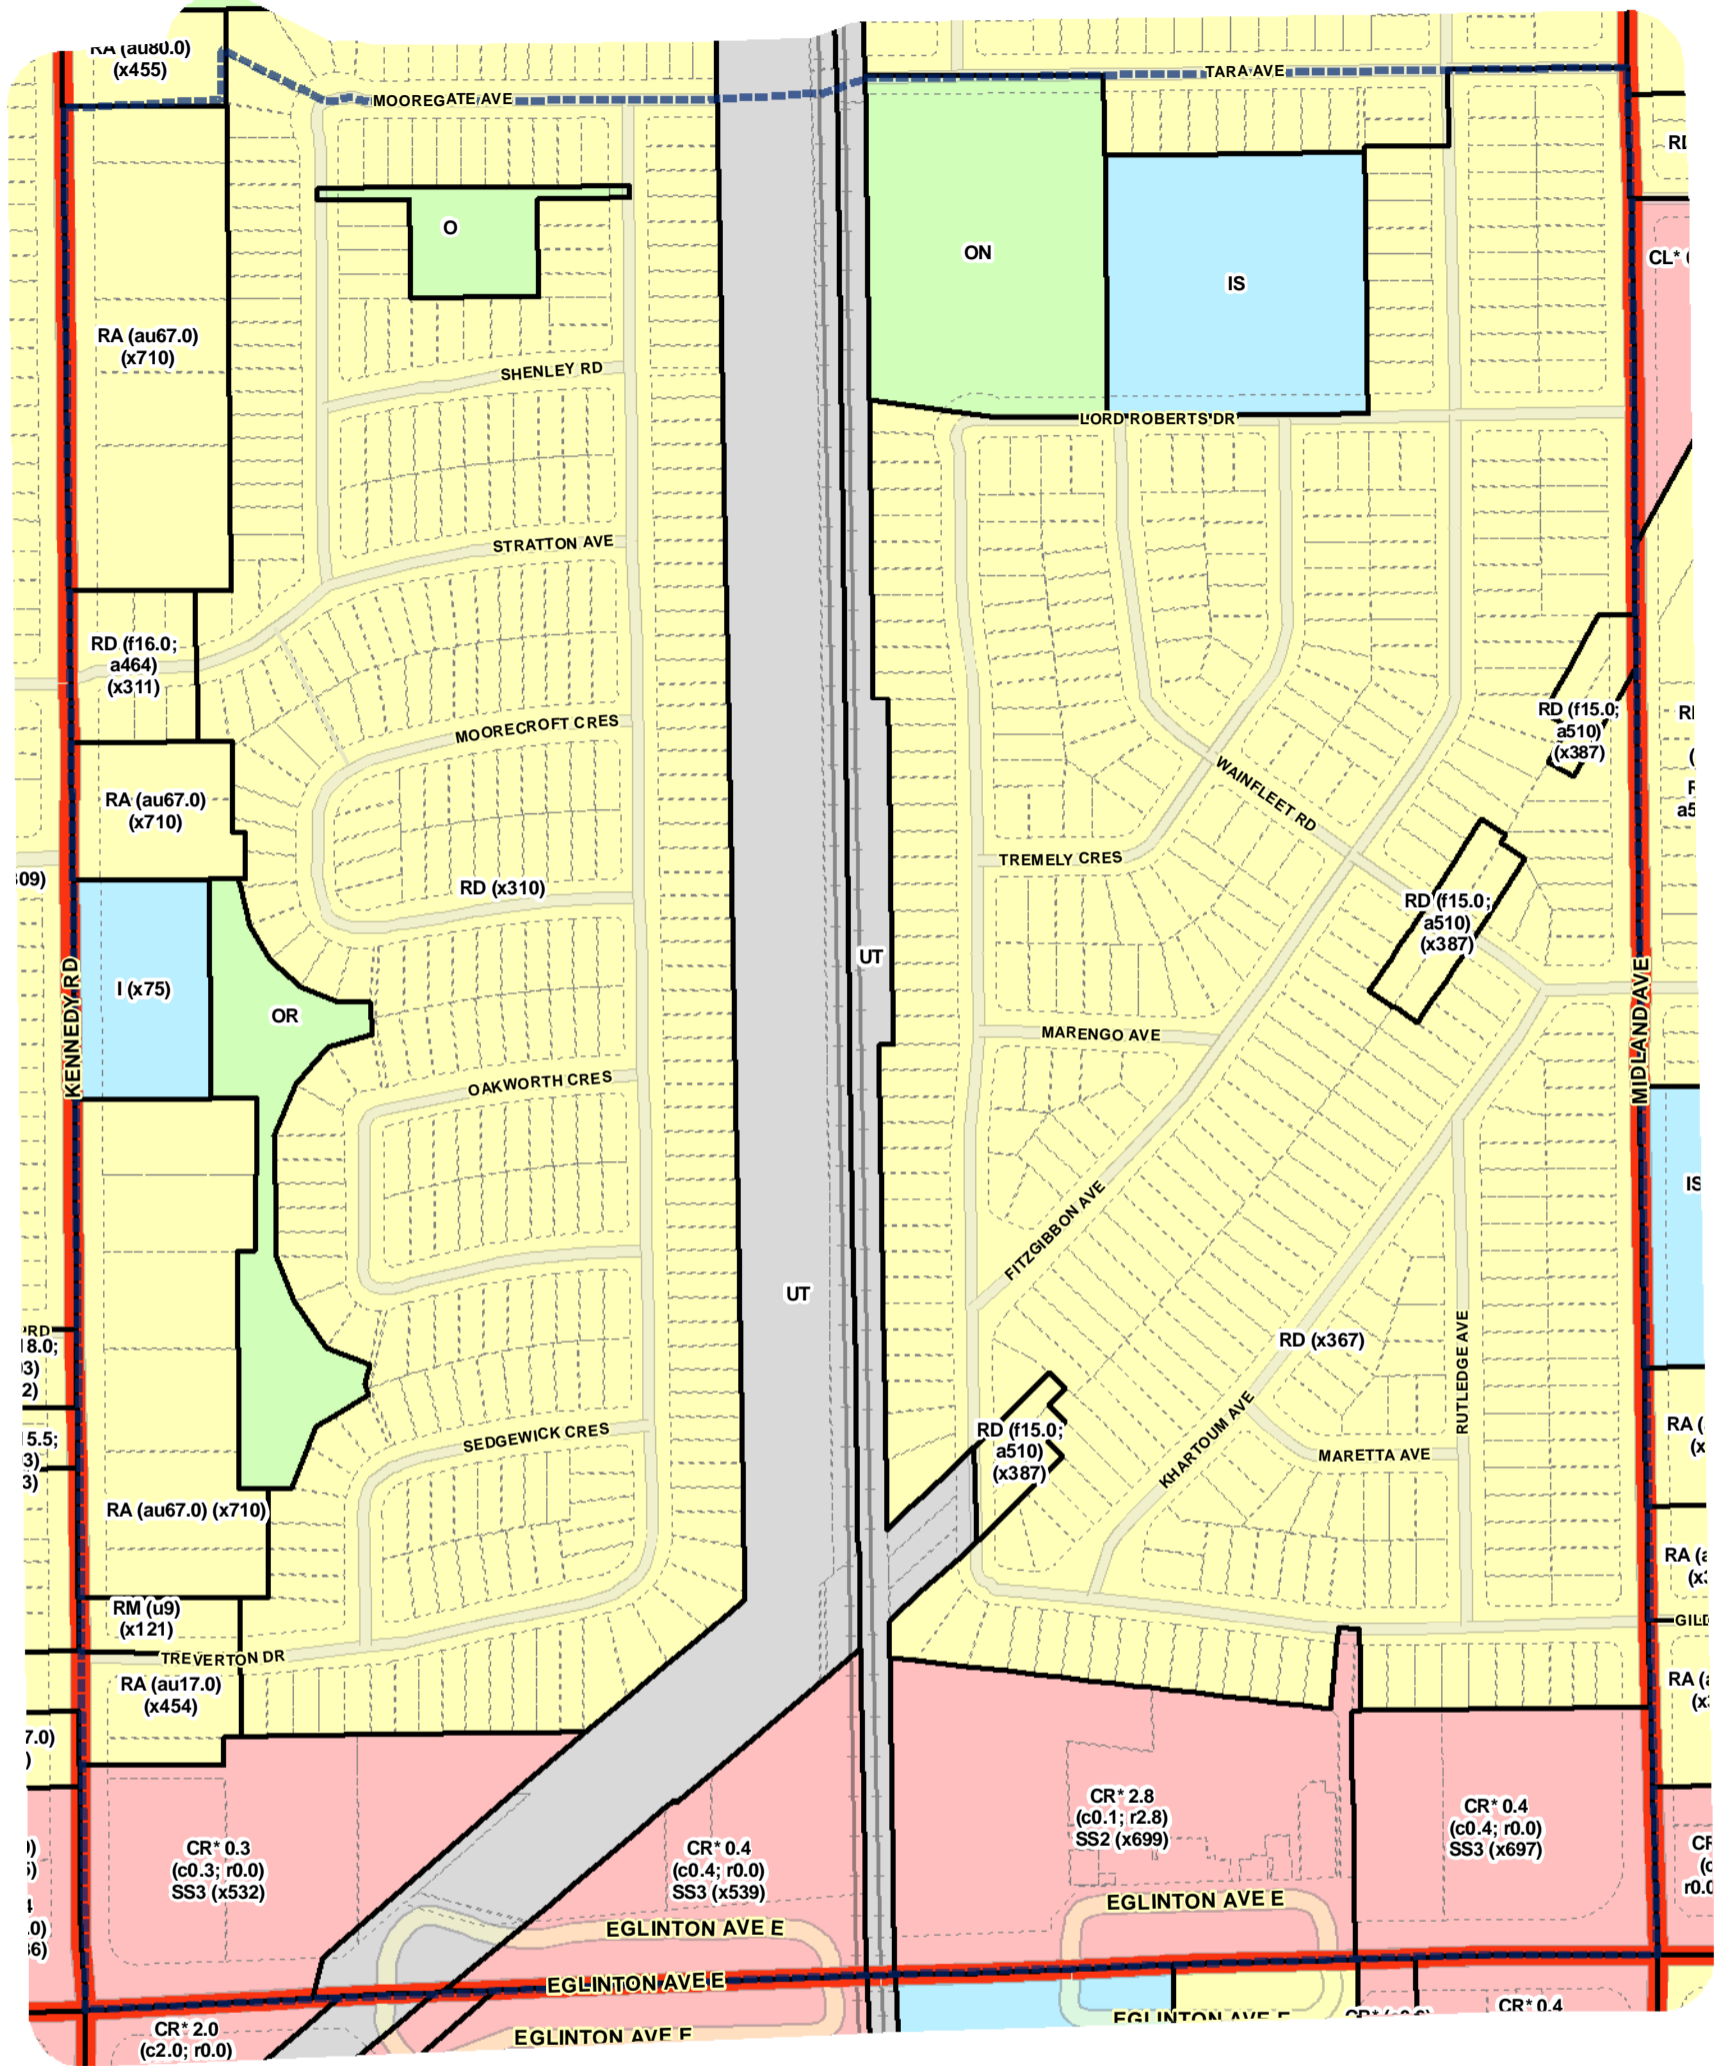 RA (au80.0)
(x455)
MOOREGATE AVE
TARA AVE
O
ON
IS
CL*
RA (au67.0)
(x710)
SHENLEY RD
LORD ROBERTS DR
STRATTON AVE
RD (f16.0;
a464)
(x311)
MOORECROFT CRES
RD (f15.0;
a510)
(x387)
WAINFLEET RD
RA (au67.0)
(x710)
TREMELY CRES
RD (x310)
RD (f15.0;
a510)
(x387)
UT
I (x75)
OR
KENNEDY RD
MIDLAND AVE
MARENGO AVE
OAKWORTH CRES
IS
FITZGIBBON AVE
UT
RD (x367)
RUTLEDGE AVE
SEDGEWICK CRES
RD (f15.0;
a510)
(x387)
KHARTOUM AVE
MARETTA AVE
RA (au67.0) (x710)
RM (u9)
(x121)
TREVERTON DR
RA (au17.0)
(x454)
CR* 0.3
(c0.3; r0.0)
SS3 (x532)
CR* 0.4
(c0.4; r0.0)
SS3 (x539)
CR* 2.8
(c0.1; r2.8)
SS2 (x699)
CR* 0.4
(c0.4; r0.0)
SS3 (x697)
EGLINTON AVE E
EGLINTON AVE E
EGLINTON AVE E
EGLINTON AVE E
EGLINTON AVE E
CR* 0.4
CR* 2.0
(c2.0; r0.0)